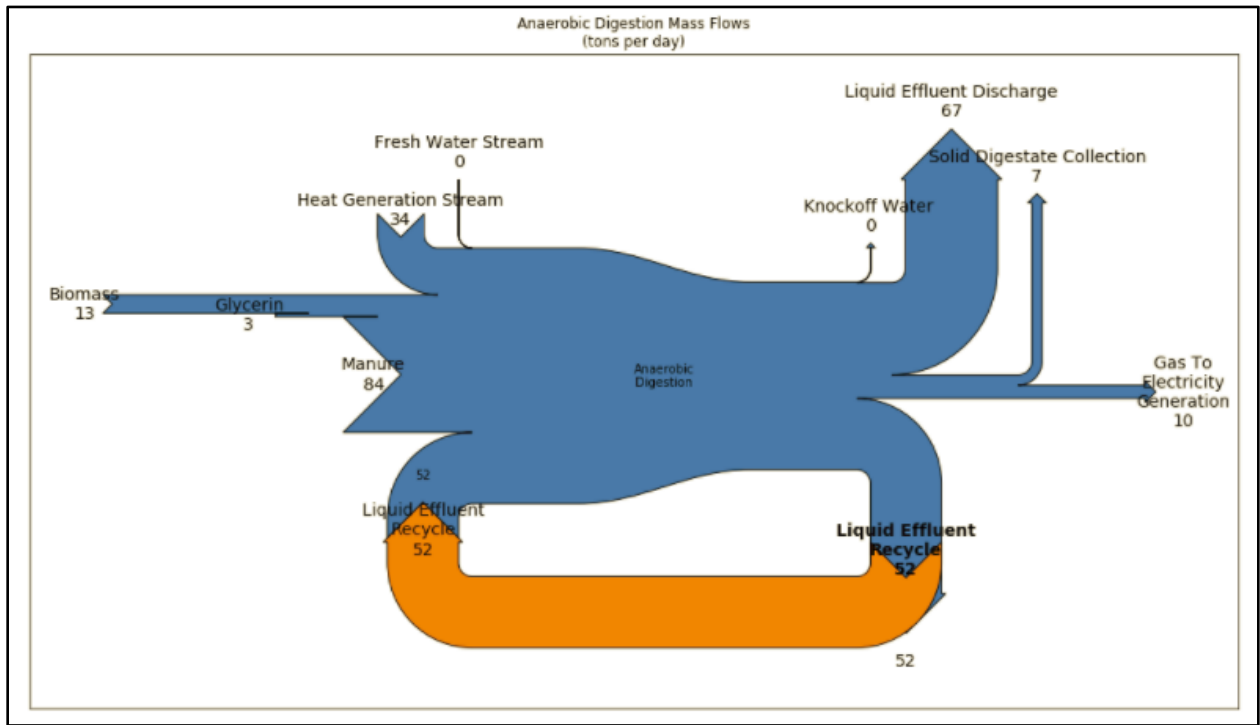 Anaerobic Digestion Mass Flows
(tons per day)
Liquid Effluent Discharge
67
Fresh Water Stream
0
Solid Digestate Collection
7
Heat Generation Stream
34
Knockoff Water
0
Biomass
13
Glycerin
3
Manure
84
Anaerobic
Digestion
Gas To
Electricity
Generation
10
52
Liquid Effluent
Recycle
52
Liquid Effluent
Recycle
52
52